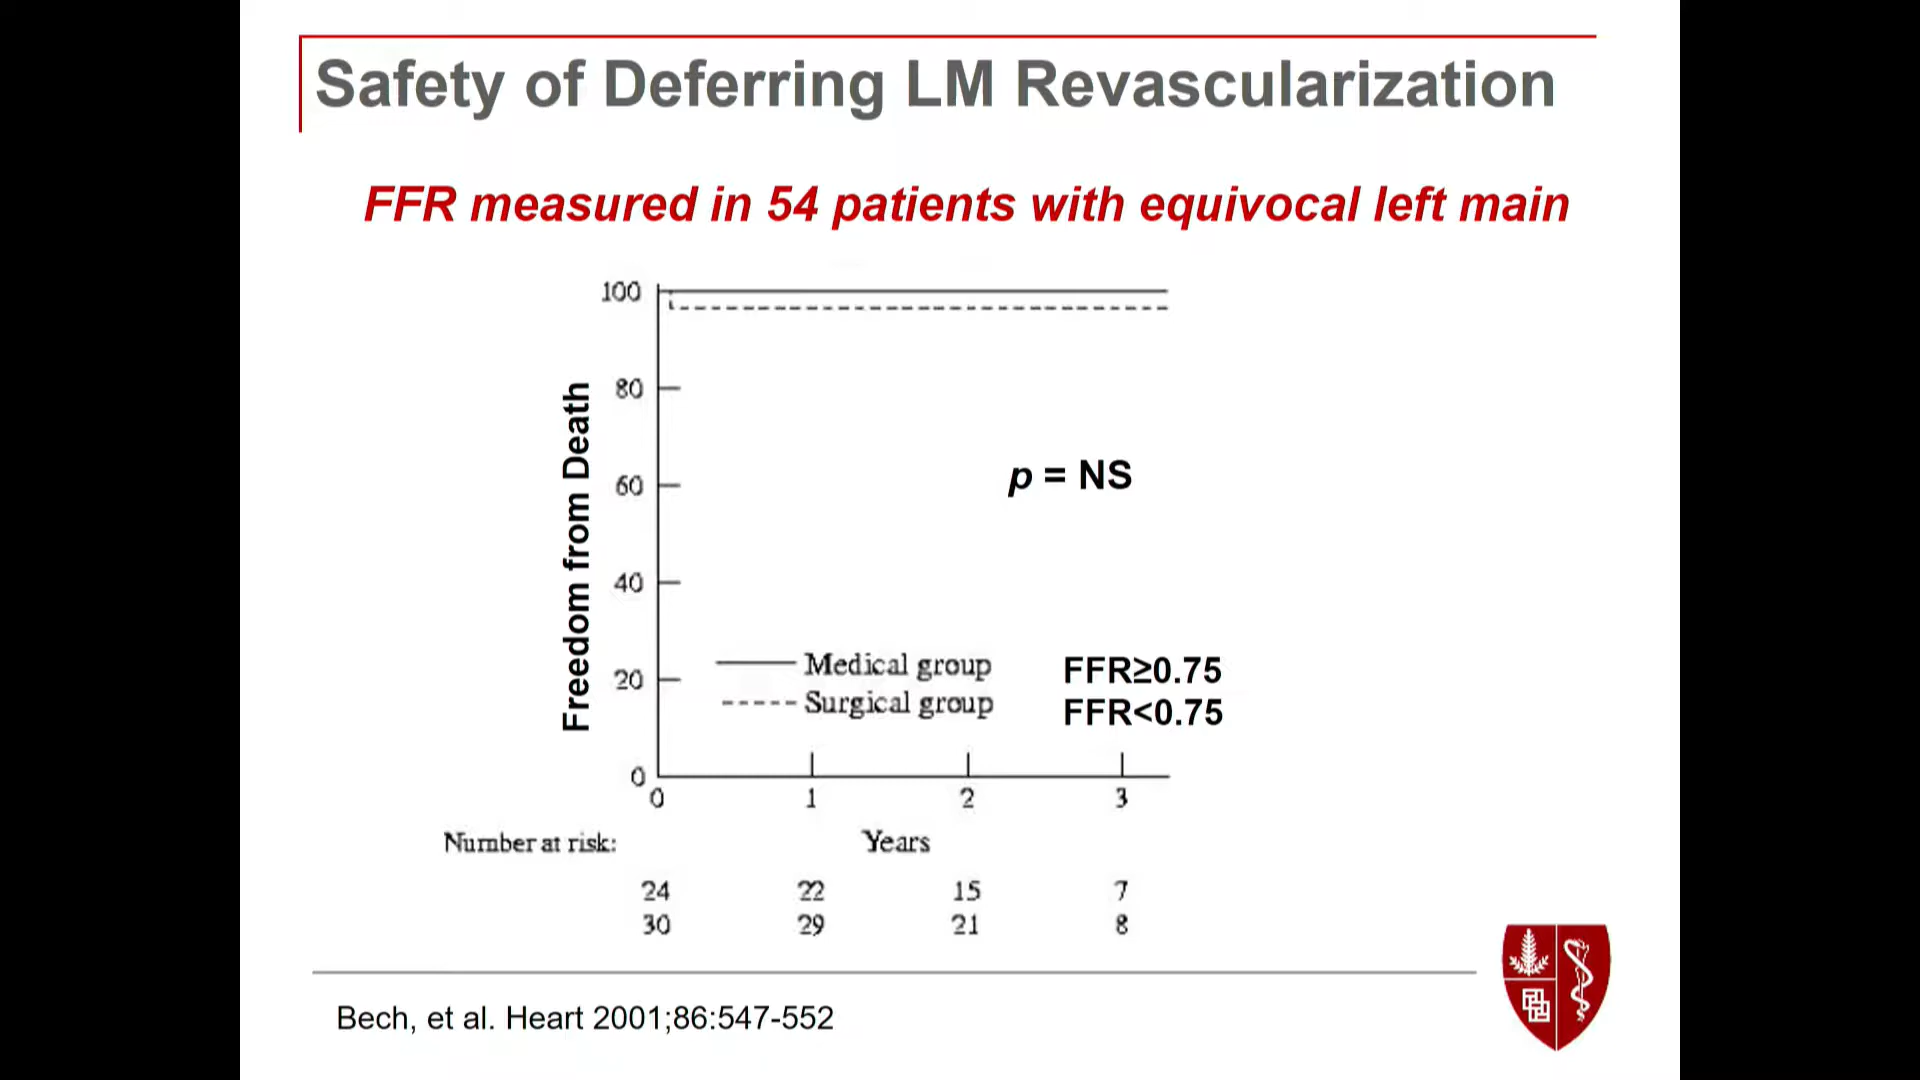 Safety of Deferring LM Revascularization
FFR measured in 54 patients with equivocal left main
Freedom from Death
100
80
60
40
20
0
p = NS
Medical group FFR≥0.75
Surgical group FFR<0.75
0 1 2 3
Number at risk: Years
24 22 15 7
30 29 21 8
Bech, et al. Heart 2001;86:547-552